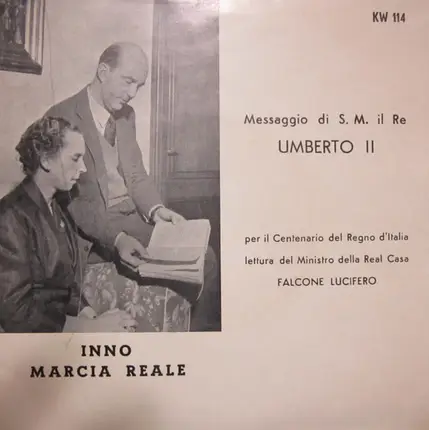 KW 114
Messaggio di S. M. il Re
UMBERTO II
per il Centenario del Regno d'Italia
lettura del Ministro della Real Casa
FALCONE LUCIFERO
INNO
MARCIA REALE